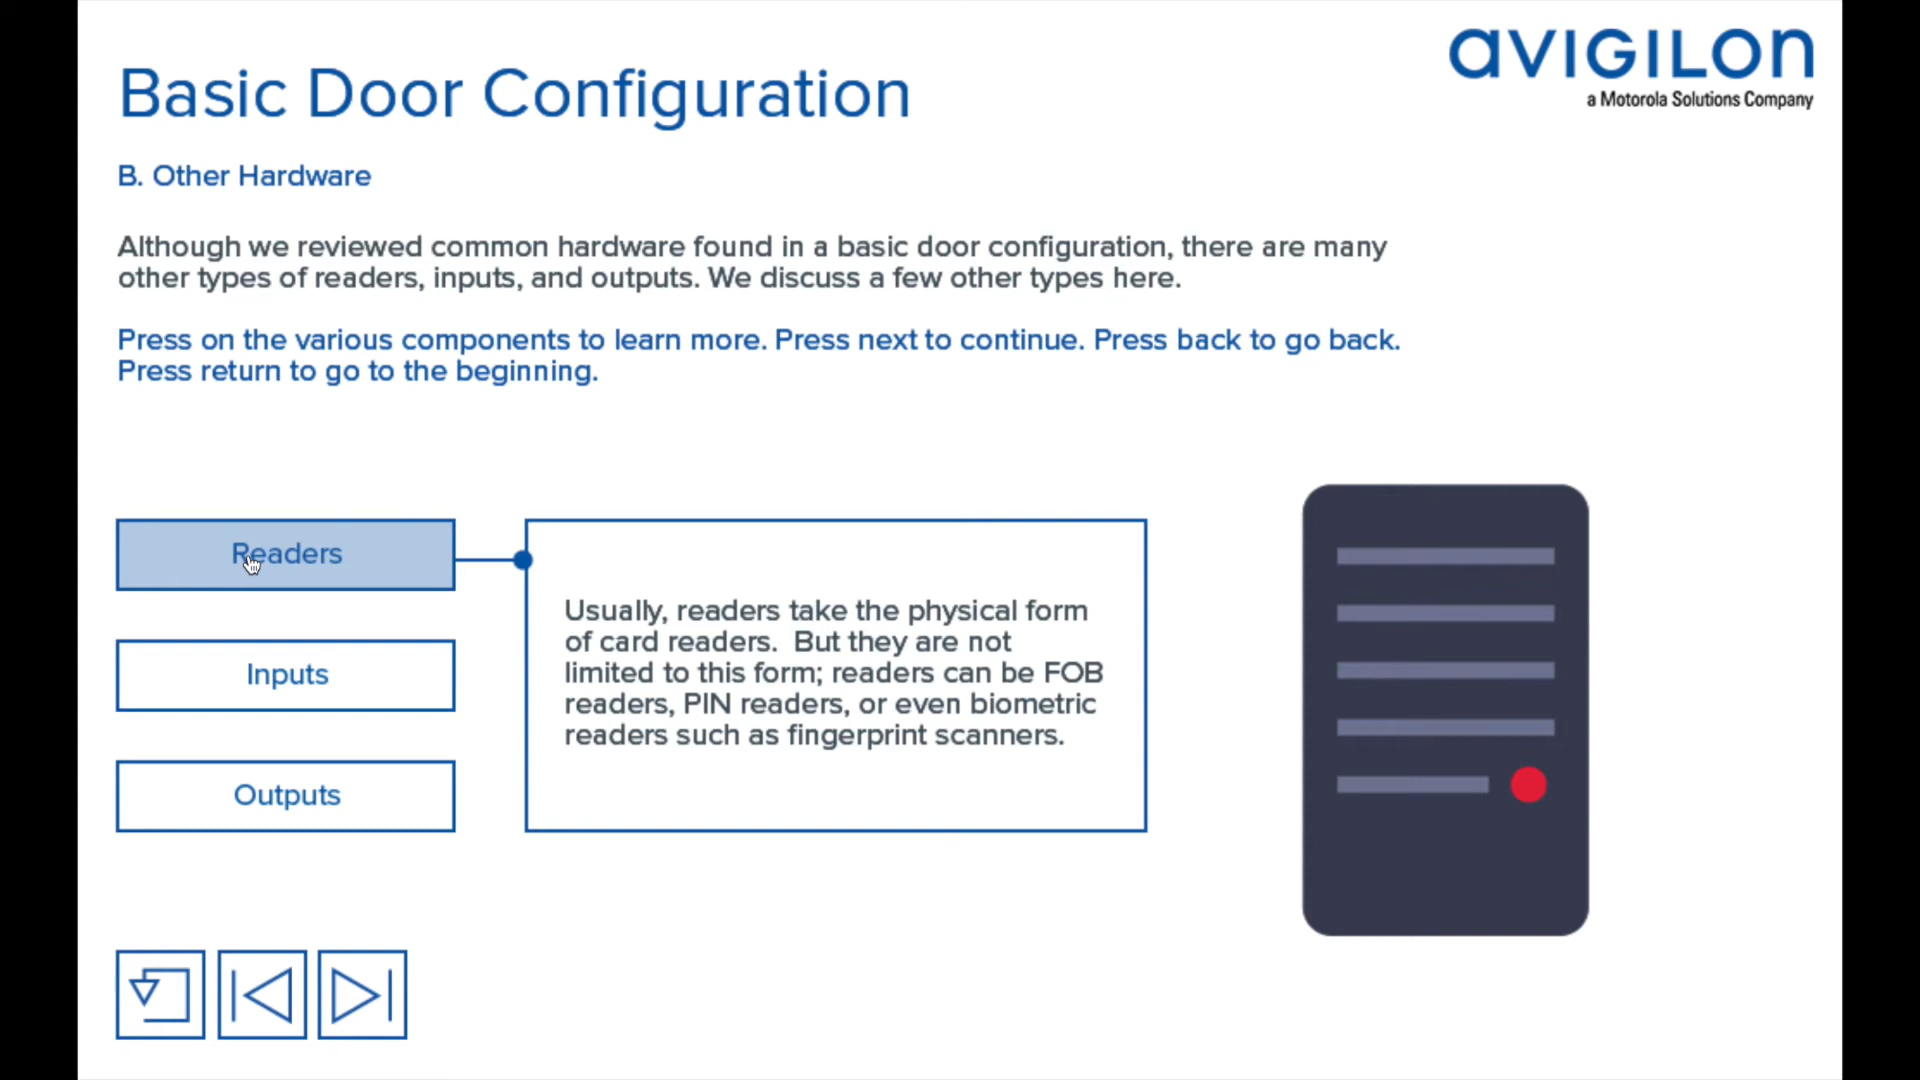 avigilon
a Motorola Solutions Company
Basic Door Configuration
B. Other Hardware
Although we reviewed common hardware found in a basic door configuration, there are many
other types of readers, inputs, and outputs. We discuss a few other types here.
Press on the various components to learn more. Press next to continue. Press back to go back.
Press return to go to the beginning.
Readers
Usually, readers take the physical form
of card readers.  But they are not
limited to this form; readers can be FOB
readers, PIN readers, or even biometric
readers such as fingerprint scanners.
Inputs
Outputs